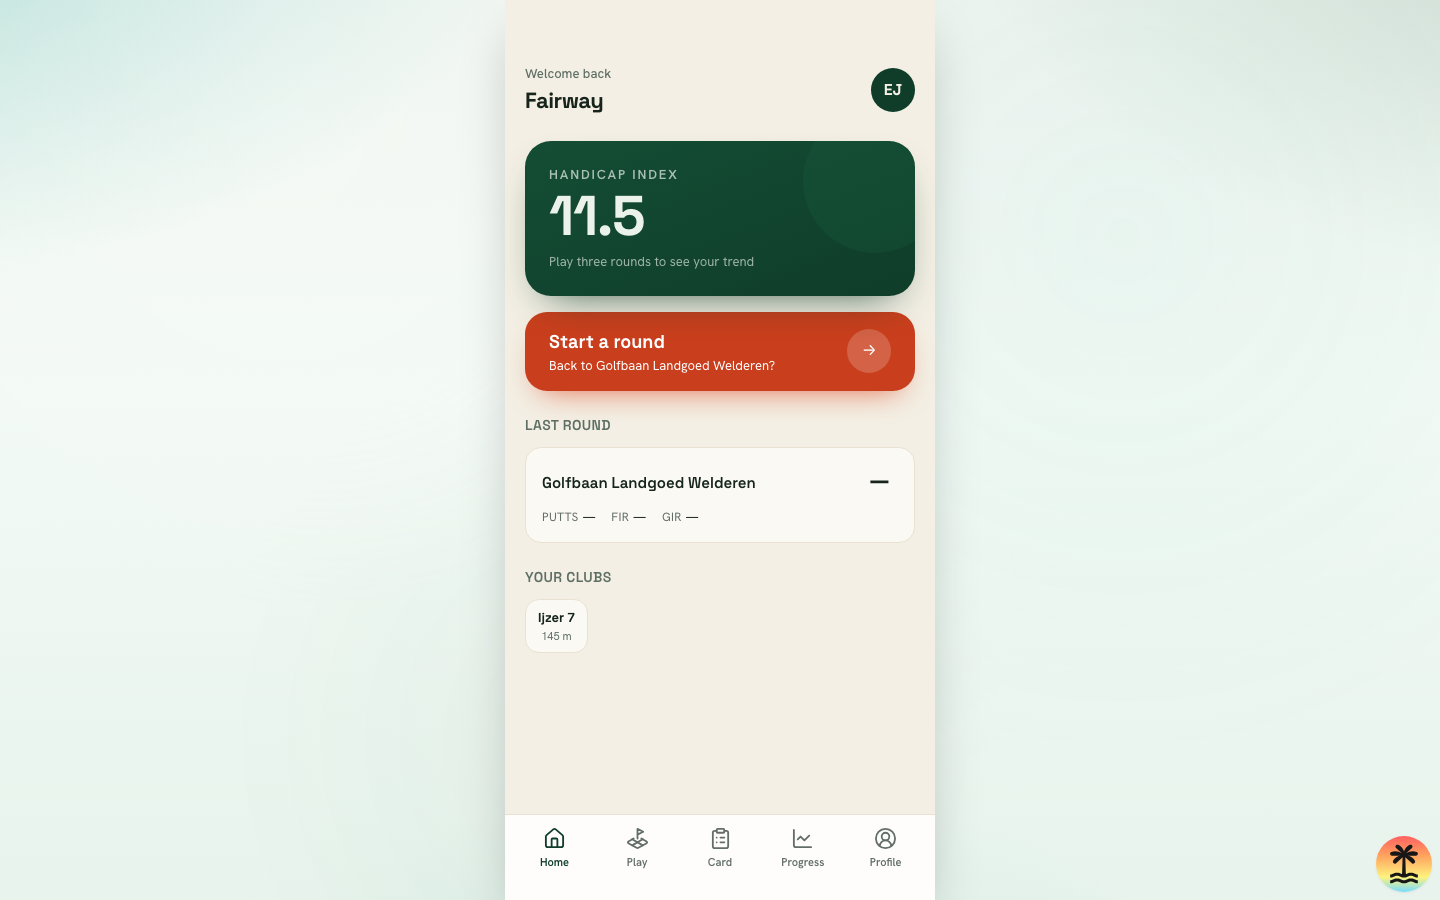 Welcome back
Fairway
EJ
HANDICAP INDEX
11.5
Play three rounds to see your trend
Start a round
Back to Golfbaan Landgoed Welderen?
LAST ROUND
Golfbaan Landgoed Welderen —
PUTTS — FIR — GIR —
YOUR CLUBS
Ijzer 7
145 m
Home Play Card Progress Profile